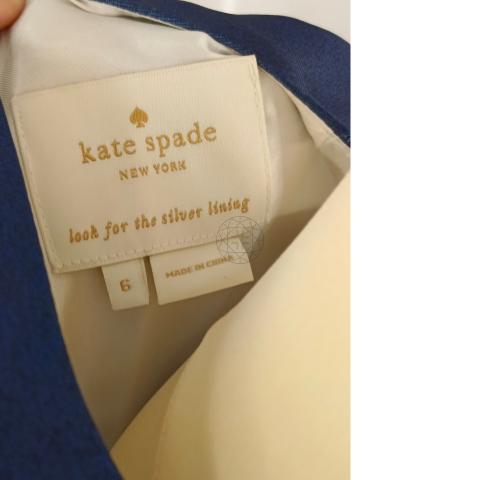 kate spade
NEW YORK
look for the silver lining
6
MADE IN CHINA